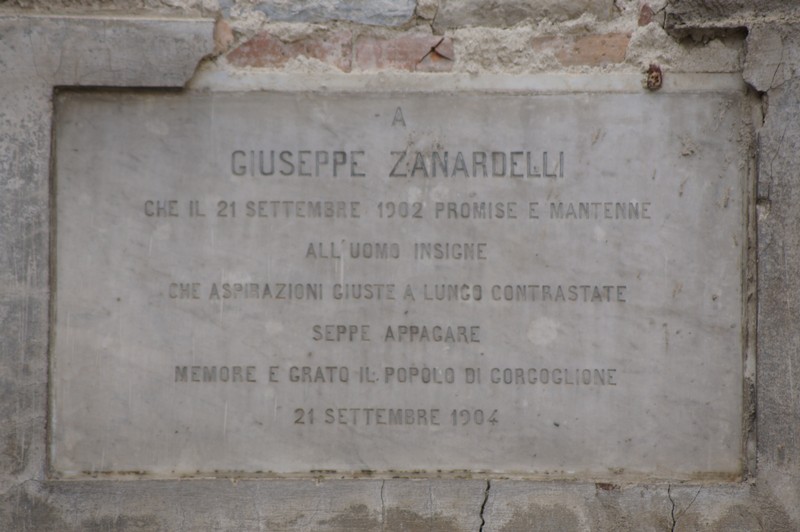 A
GIUSEPPE ZANARDELLI
CHE IL 21 SETTEMBRE 1902 PROMISE E MANTENNE
ALL'UOMO INSIGNE
CHE ASPIRAZIONI GIUSTE A LUNGO CONTRASTATE
SEPPE APPAGARE
MEMORE E GRATO IL POPOLO DI GORGOGLIONE
21 SETTEMBRE 1904